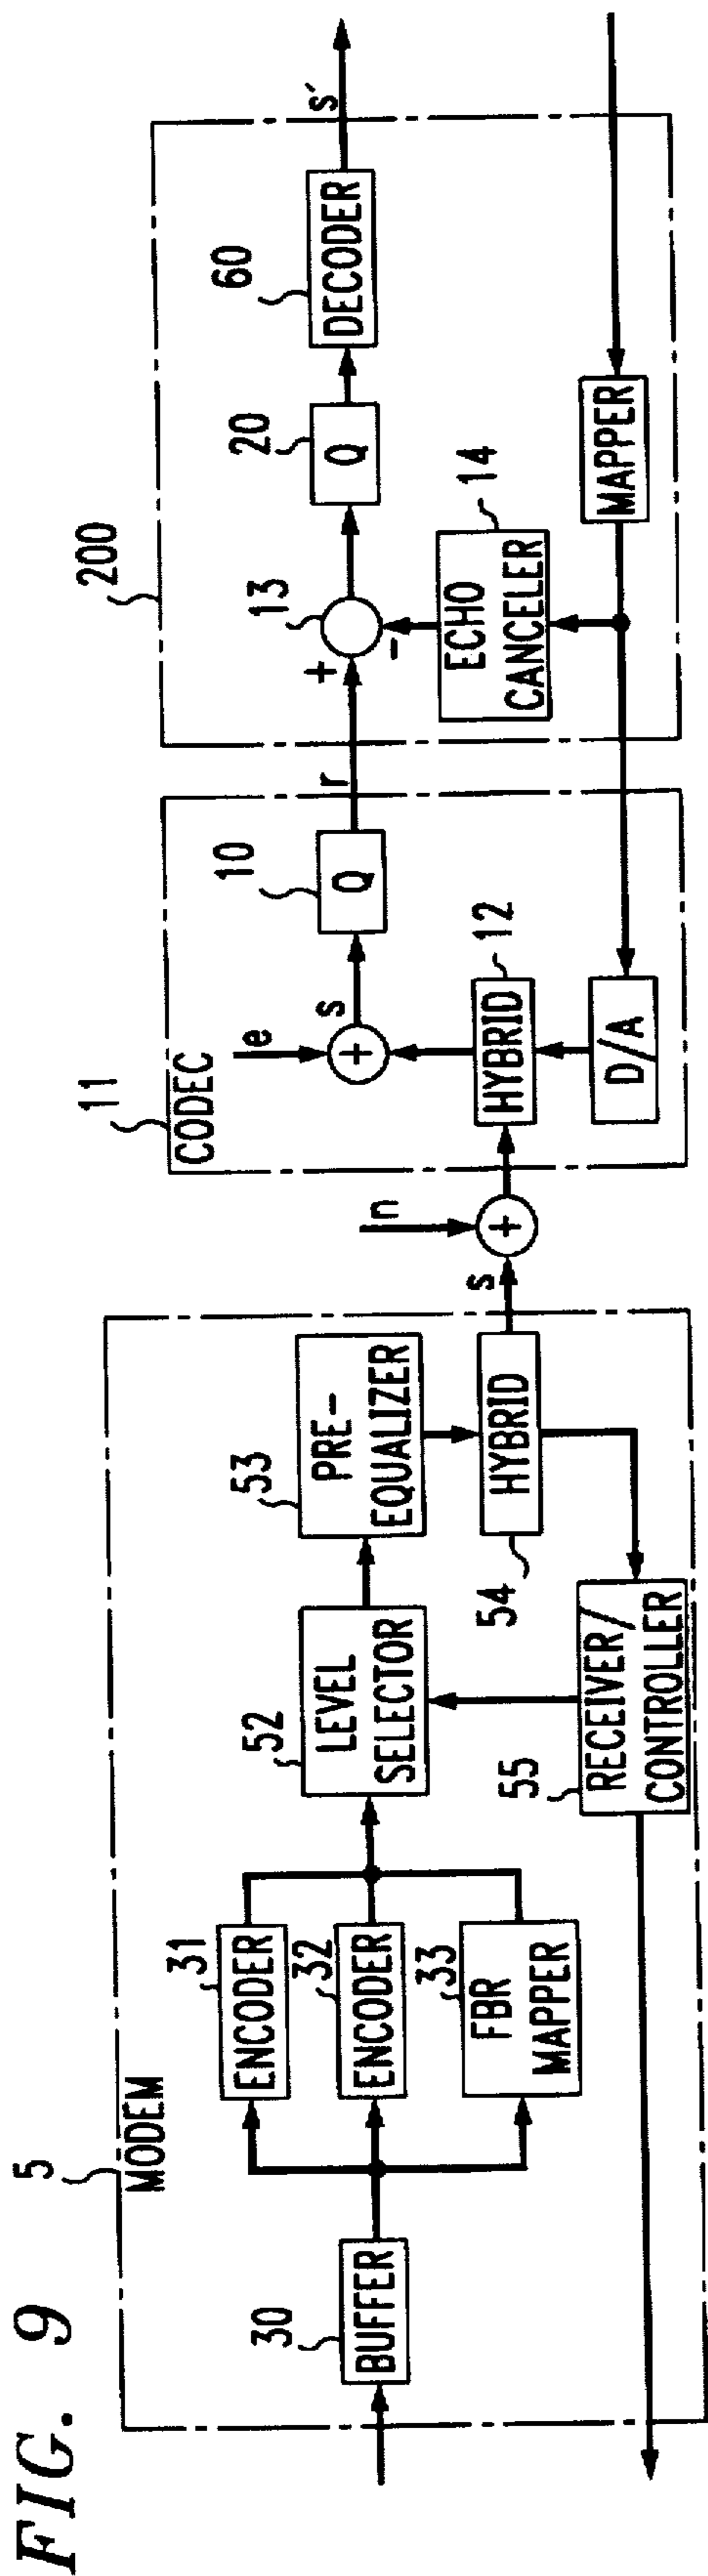 FIG. 9
5
MODEM
30
BUFFER
31
ENCODER
32
ENCODER
33
FBR
MAPPER
52
LEVEL
SELECTOR
53
PRE-
EQUALIZER
54
HYBRID
55
RECEIVER/
CONTROLLER
s
n
+
11
CODEC
e
+
s
10
Q
r
HYBRID
12
D/A
200
+
-
13
20
Q
60
DECODER
s'
ECHO
CANCELER
14
MAPPER